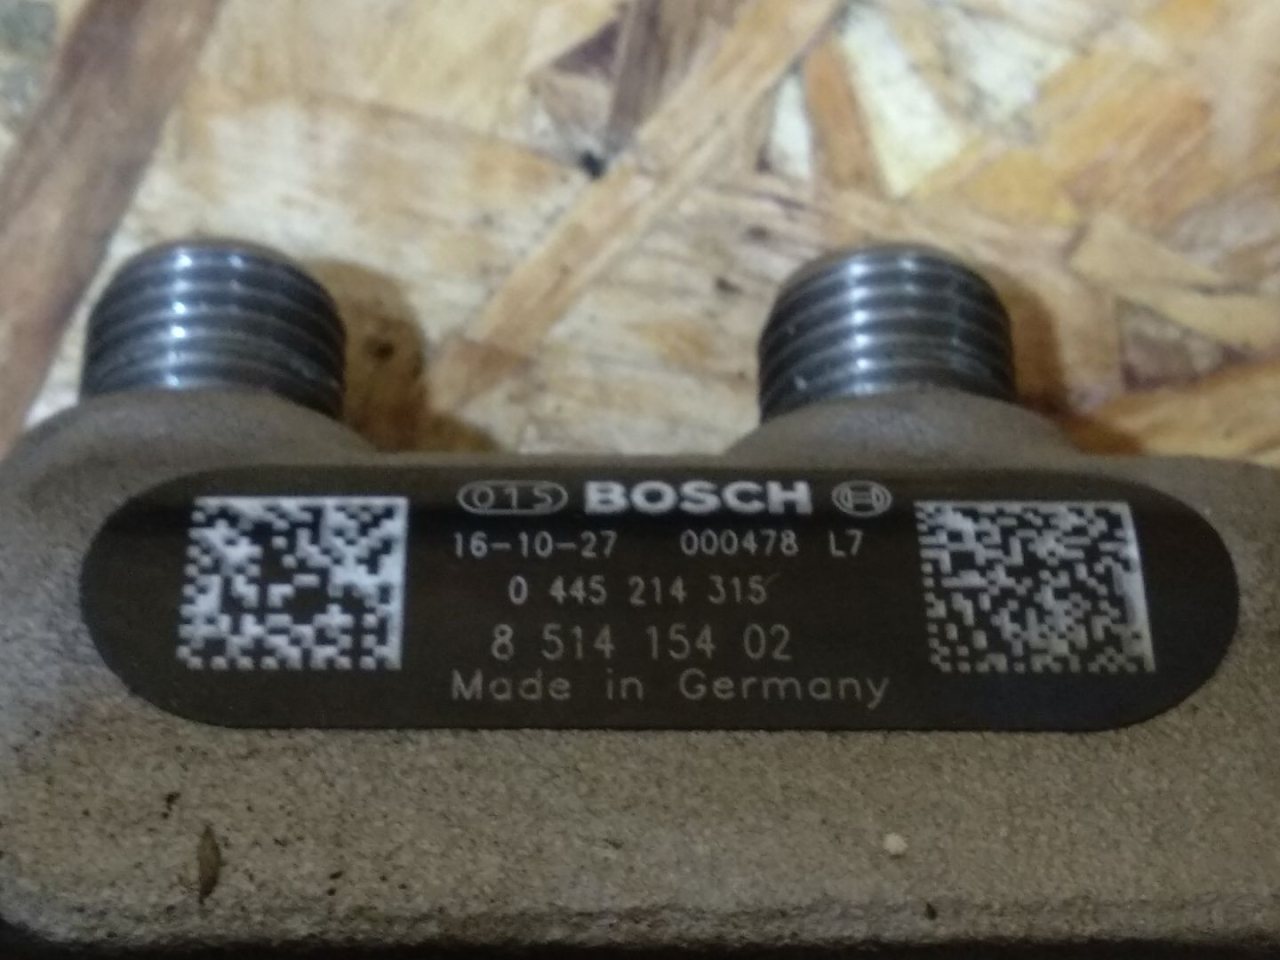 015 BOSCH
16-10-27 000478 L7
0 445 214 315
8 514 154 02
Made in Germany